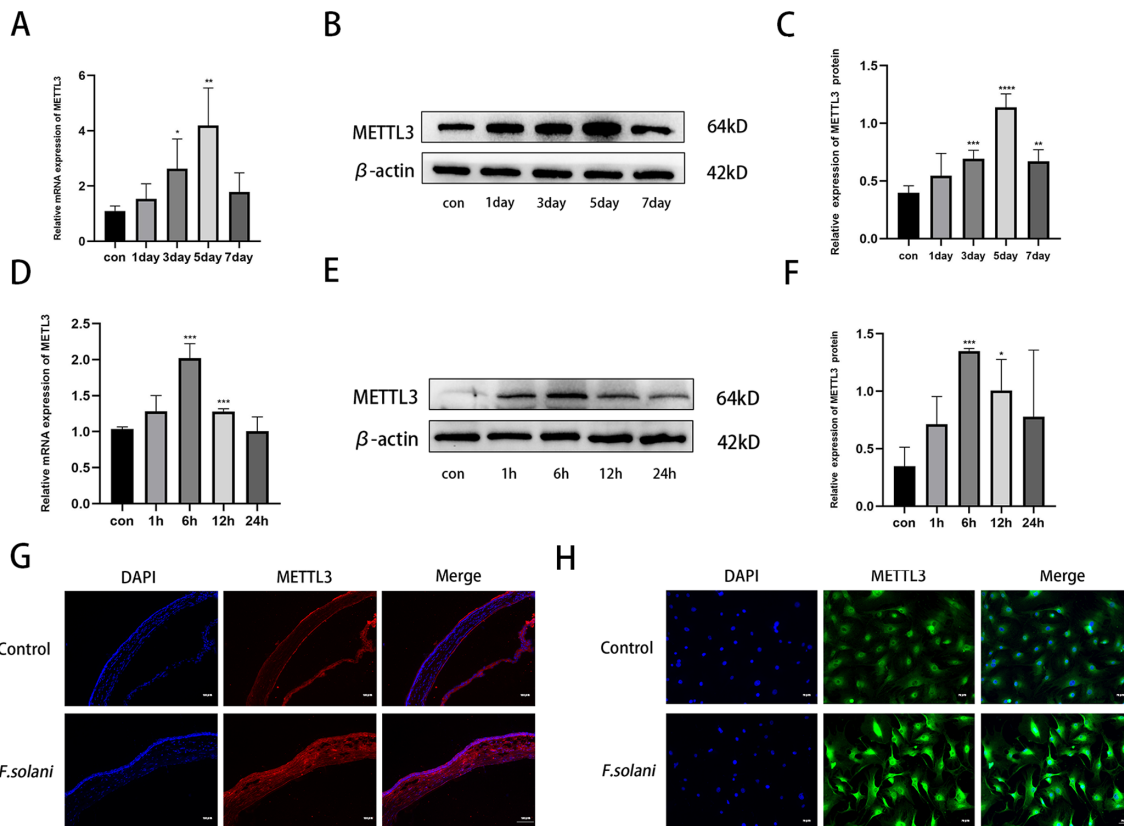 A
Relative mRNA expression of METTL3
6
4
2
0
* **
con 1day 3day 5day 7day
B
METTL3 64kD
β-actin 42kD
con 1day 3day 5day 7day
C
Relative expression of METTL3 protein
1.5
1.0
0.5
0.0
*** **** **
con 1day 3day 5day 7day
D
Relative mRNA expression of METL3
2.5
2.0
1.5
1.0
0.5
0.0
*** ***
con 1h 6h 12h 24h
E
METTL3 64kD
β-actin 42kD
con 1h 6h 12h 24h
F
Relative expression of METTL3 protein
1.5
1.0
0.5
0.0
*** *
con 1h 6h 12h 24h
G
DAPI METTL3 Merge
Control
F.solani
H
DAPI METTL3 Merge
Control
F.solani